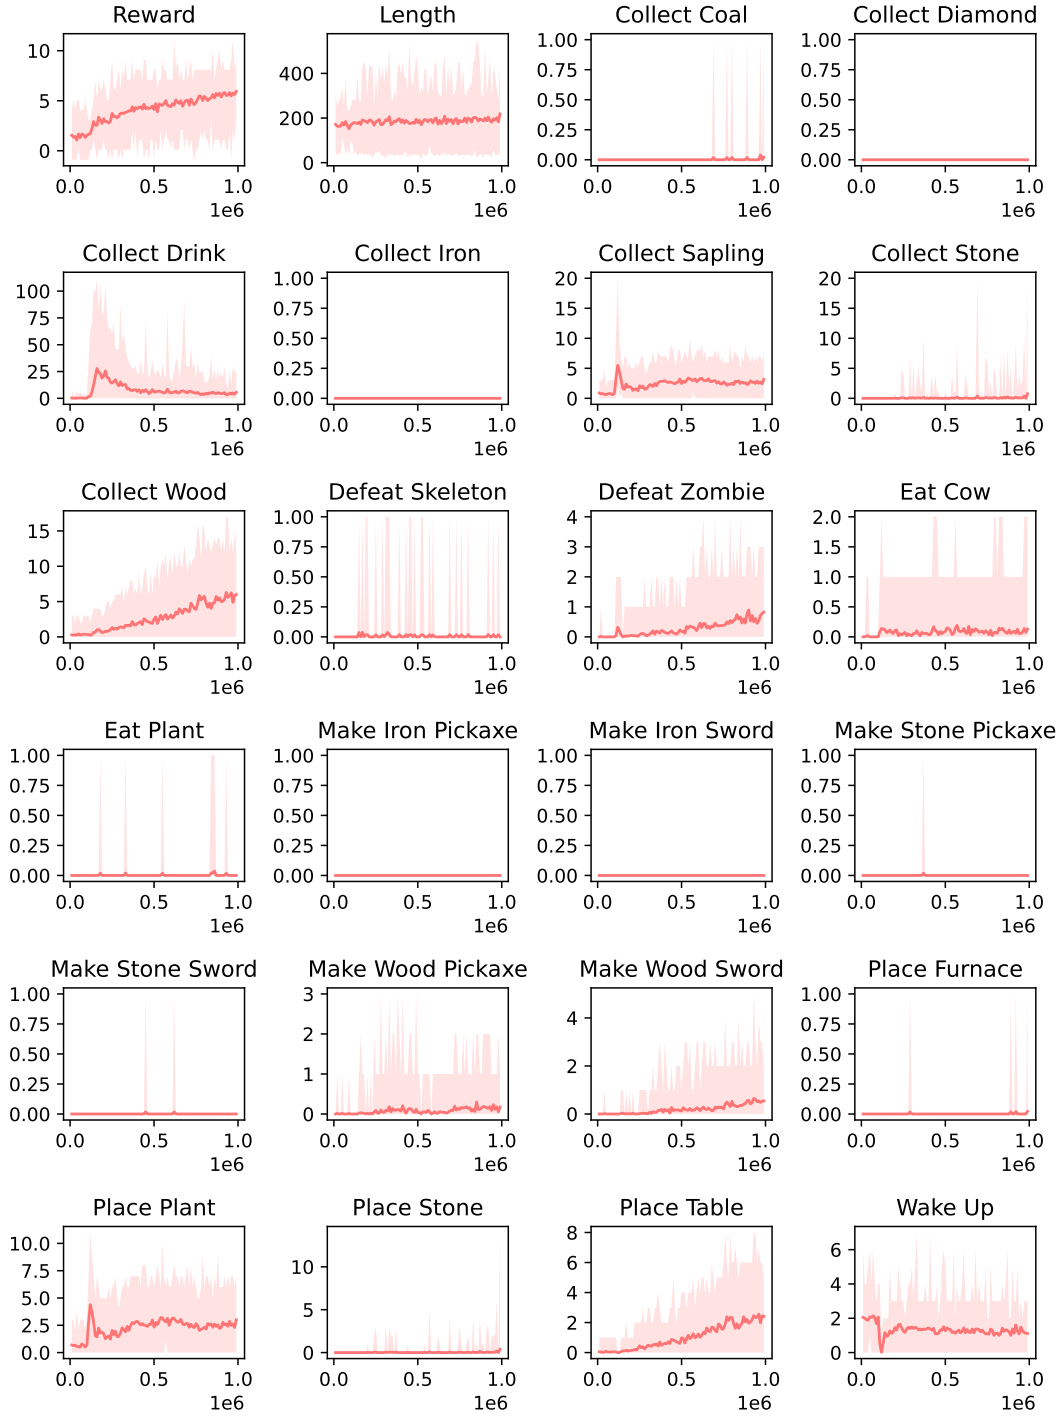 Reward Length Collect Coal Collect Diamond
10
5
0
0.0 0.5 1.0
1e6
400
200
0
0.0 0.5 1.0
1e6
1.00
0.75
0.50
0.25
0.00
0.0 0.5 1.0
1e6
1.00
0.75
0.50
0.25
0.00
0.0 0.5 1.0
1e6
Collect Drink Collect Iron Collect Sapling Collect Stone
100
75
50
25
0
0.0 0.5 1.0
1e6
1.00
0.75
0.50
0.25
0.00
0.0 0.5 1.0
1e6
20
15
10
5
0
0.0 0.5 1.0
1e6
20
15
10
5
0
0.0 0.5 1.0
1e6
Collect Wood Defeat Skeleton Defeat Zombie Eat Cow
15
10
5
0
0.0 0.5 1.0
1e6
1.00
0.75
0.50
0.25
0.00
0.0 0.5 1.0
1e6
4
3
2
1
0
0.0 0.5 1.0
1e6
2.0
1.5
1.0
0.5
0.0
0.0 0.5 1.0
1e6
Eat Plant Make Iron Pickaxe Make Iron Sword Make Stone Pickaxe
1.00
0.75
0.50
0.25
0.00
0.0 0.5 1.0
1e6
1.00
0.75
0.50
0.25
0.00
0.0 0.5 1.0
1e6
1.00
0.75
0.50
0.25
0.00
0.0 0.5 1.0
1e6
1.00
0.75
0.50
0.25
0.00
0.0 0.5 1.0
1e6
Make Stone Sword Make Wood Pickaxe Make Wood Sword Place Furnace
1.00
0.75
0.50
0.25
0.00
0.0 0.5 1.0
1e6
3
2
1
0
0.0 0.5 1.0
1e6
4
2
0
0.0 0.5 1.0
1e6
1.00
0.75
0.50
0.25
0.00
0.0 0.5 1.0
1e6
Place Plant Place Stone Place Table Wake Up
10.0
7.5
5.0
2.5
0.0
0.0 0.5 1.0
1e6
10
5
0
0.0 0.5 1.0
1e6
8
6
4
2
0
0.0 0.5 1.0
1e6
6
4
2
0
0.0 0.5 1.0
1e6